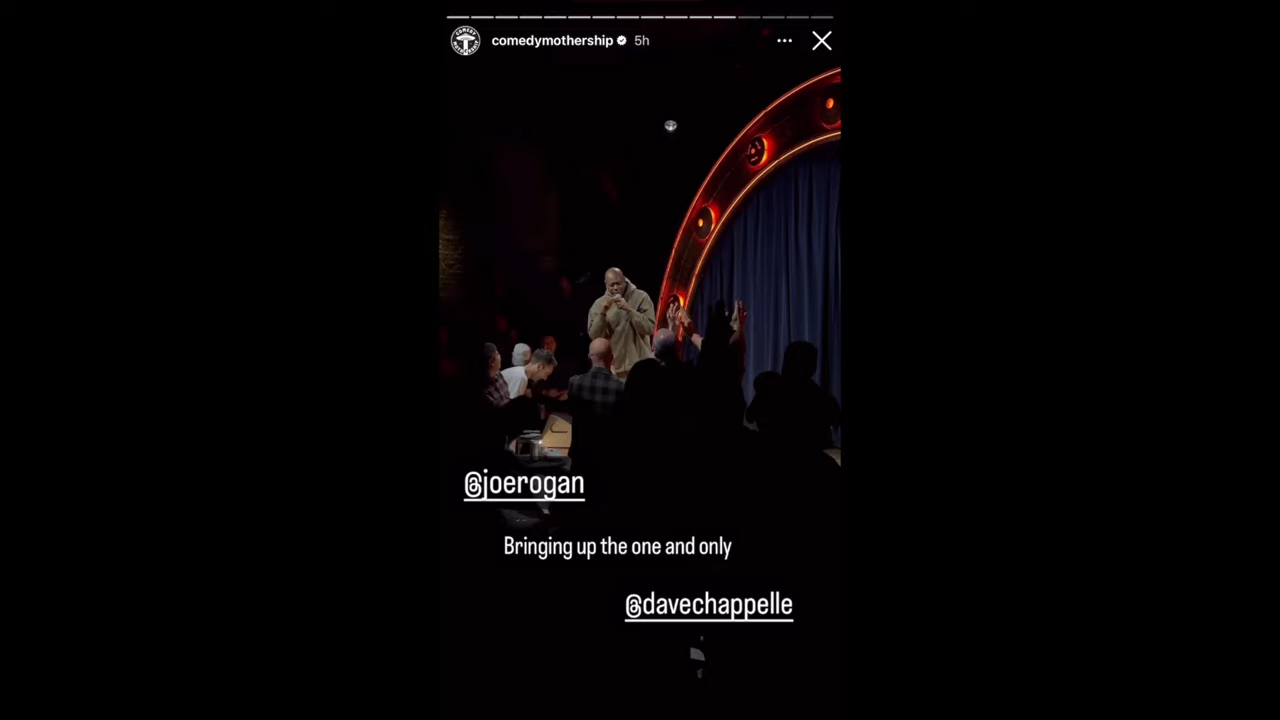 comedymothership 5h
@joerogan
Bringing up the one and only
@davechappelle